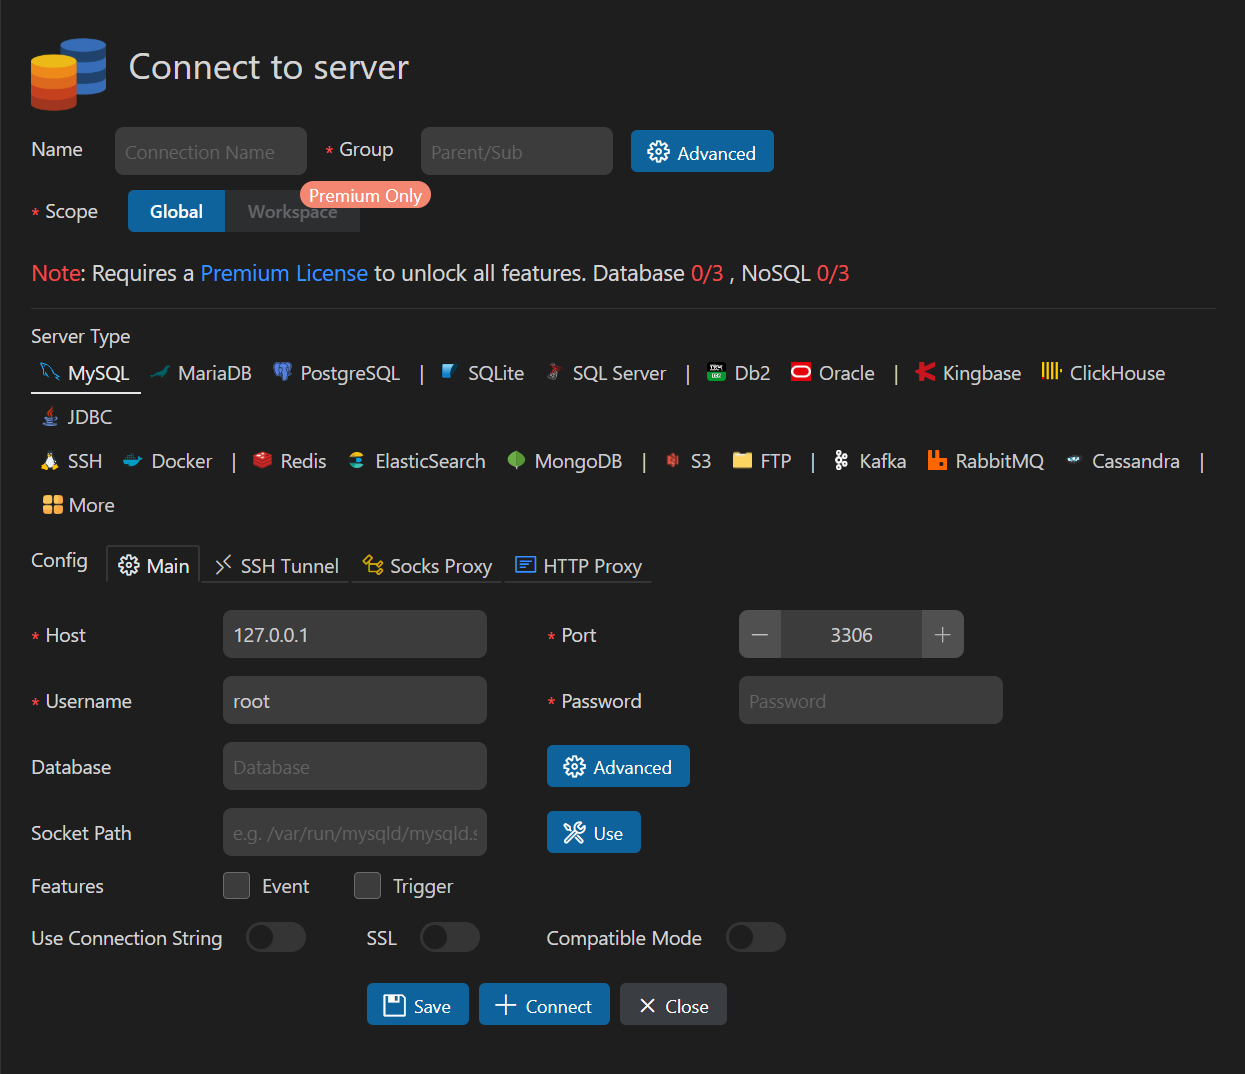 Connect to server
Name Connection Name * Group Parent/Sub Advanced
Premium Only
* Scope Global Workspace
Note: Requires a Premium License to unlock all features. Database 0/3 , NoSQL 0/3
Server Type
MySQL MariaDB PostgreSQL | SQLite SQL Server | Db2 Oracle | Kingbase ClickHouse
JDBC
SSH Docker | Redis ElasticSearch MongoDB | S3 FTP | Kafka RabbitMQ Cassandra |
More
Config Main SSH Tunnel Socks Proxy HTTP Proxy
* Host 127.0.0.1 * Port 3306
* Username root * Password Password
Database Database Advanced
Socket Path e.g. /var/run/mysqld/mysqld.s Use
Features Event Trigger
Use Connection String SSL Compatible Mode
Save Connect Close